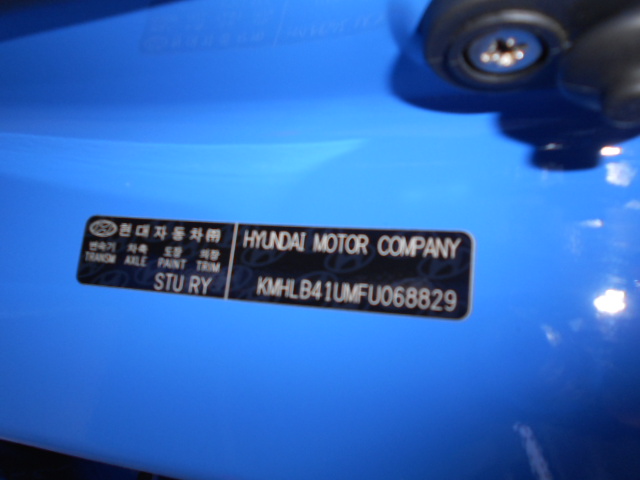 현대자동차㈜
변속기 차축 도장 의장
TRANSM AXLE PAINT TRIM
STU RY
HYUNDAI MOTOR COMPANY
KMHLB41UMFU068829